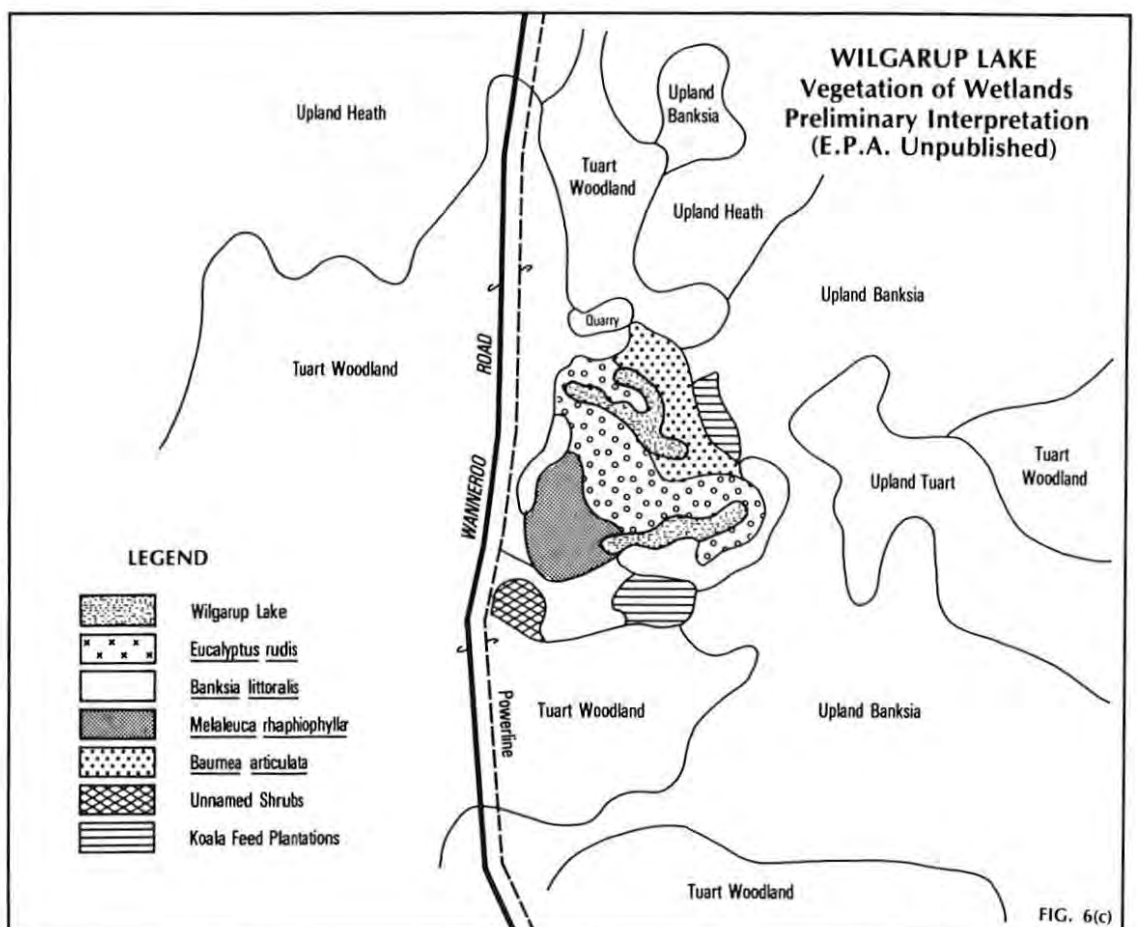 WILGARUP LAKE
Vegetation of Wetlands
Preliminary Interpretation
(E.P.A. Unpublished)
Upland Heath
Upland
Banksia
Tuart
Woodland
Upland Heath
Upland Banksia
Quarry
Tuart Woodland
WANNEROO ROAD
Upland Tuart
Tuart
Woodland
LEGEND
Wilgarup Lake
Eucalyptus rudis
Banksia littoralis
Melaleuca rhaphiophylla
Baumea articulata
Unnamed Shrubs
Koala Feed Plantations
Powerline
Tuart Woodland
Upland Banksia
Tuart Woodland
FIG. 6(c)